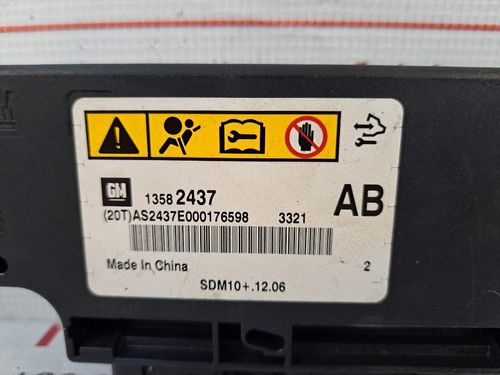 GM 1358 2437 AB
(20T)AS2437E000176598 3321
Made In China 2
SDM10+.12.06